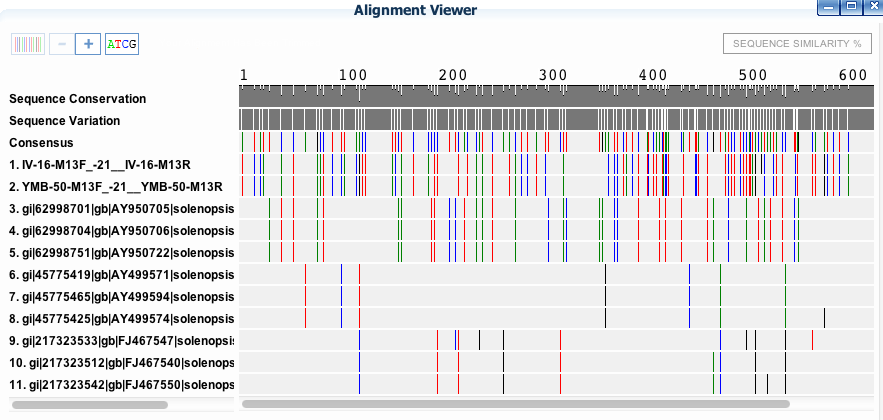 Alignment Viewer
− + ATCG SEQUENCE SIMILARITY %
1 100 200 300 400 500 600
Sequence Conservation
Sequence Variation
Consensus
1. IV-16-M13F_-21__IV-16-M13R
2. YMB-50-M13F_-21__YMB-50-M13R
3. gi|62998701|gb|AY950705|solenopsis
4. gi|62998704|gb|AY950706|solenopsis
5. gi|62998751|gb|AY950722|solenopsis
6. gi|45775419|gb|AY499571|solenopsis
7. gi|45775465|gb|AY499594|solenopsis
8. gi|45775425|gb|AY499574|solenopsis
9. gi|217323533|gb|FJ467547|solenopsi
10. gi|217323512|gb|FJ467540|solenops
11. gi|217323542|gb|FJ467550|solenops